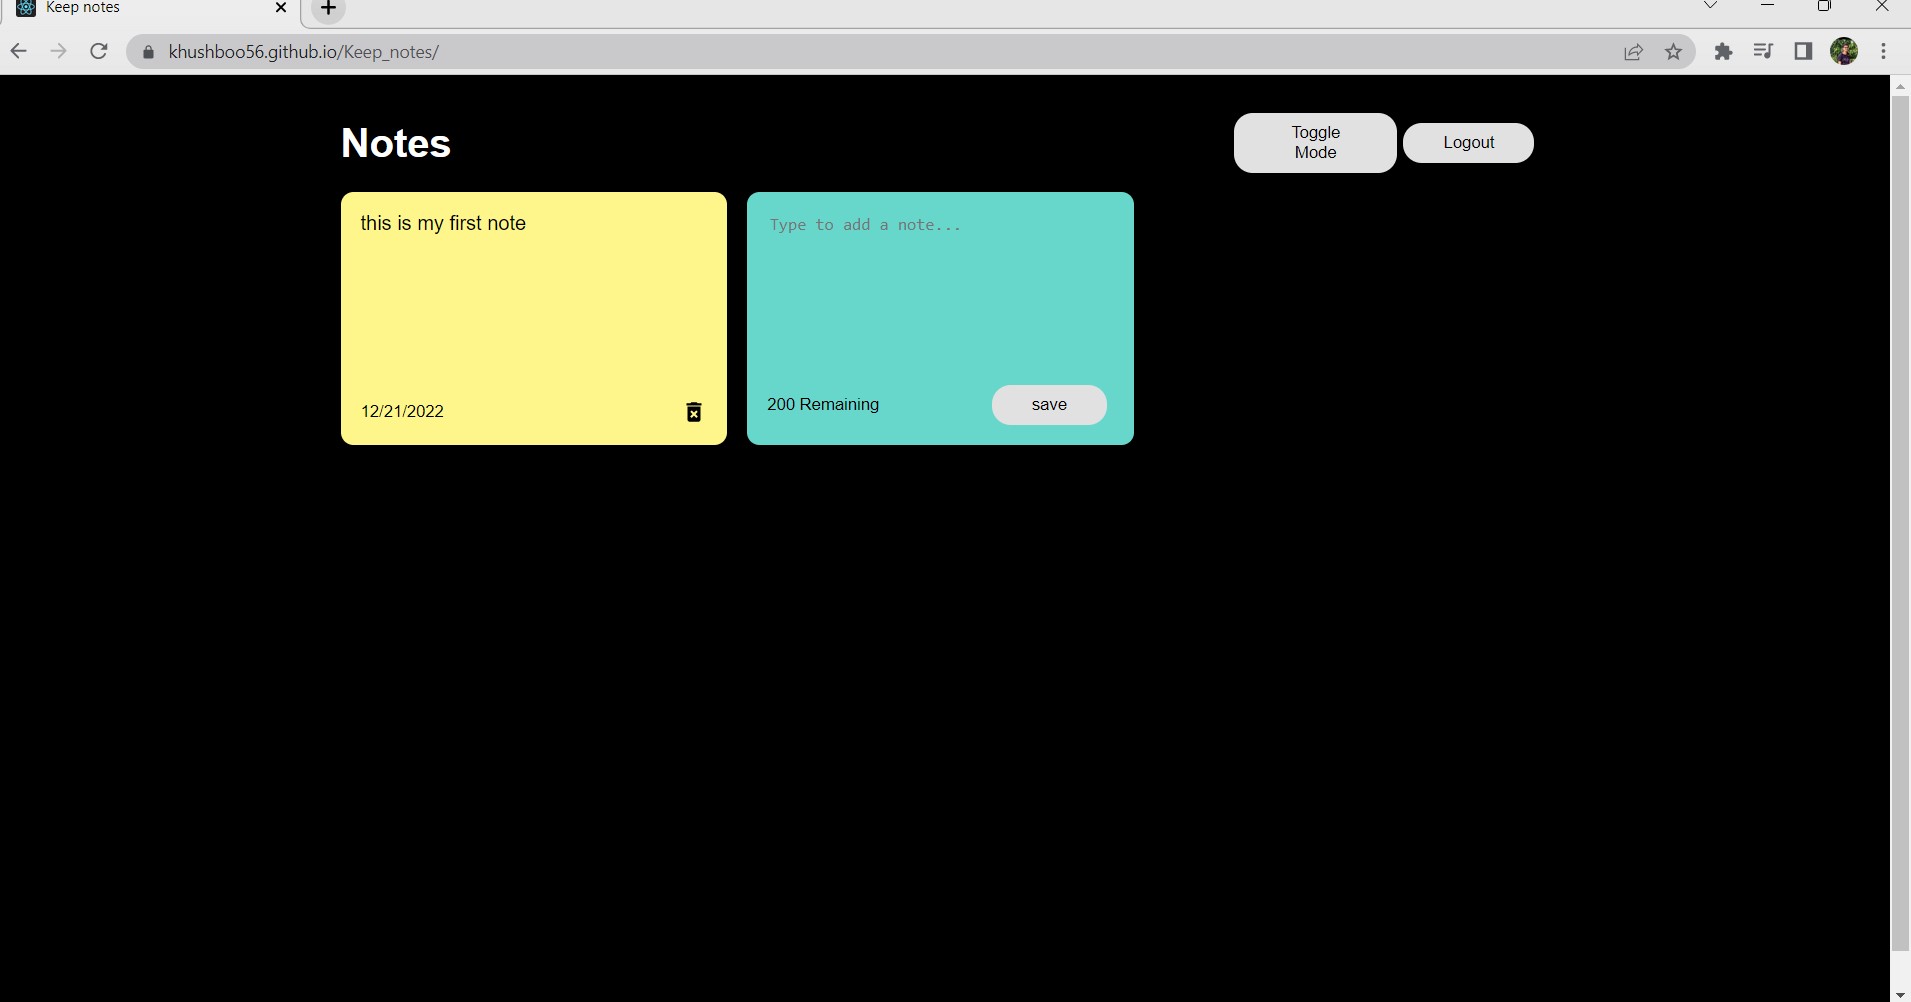 Keep notes
khushboo56.github.io/Keep_notes/
Notes
Toggle
Mode
Logout
this is my first note
Type to add a note...
12/21/2022
200 Remaining
save